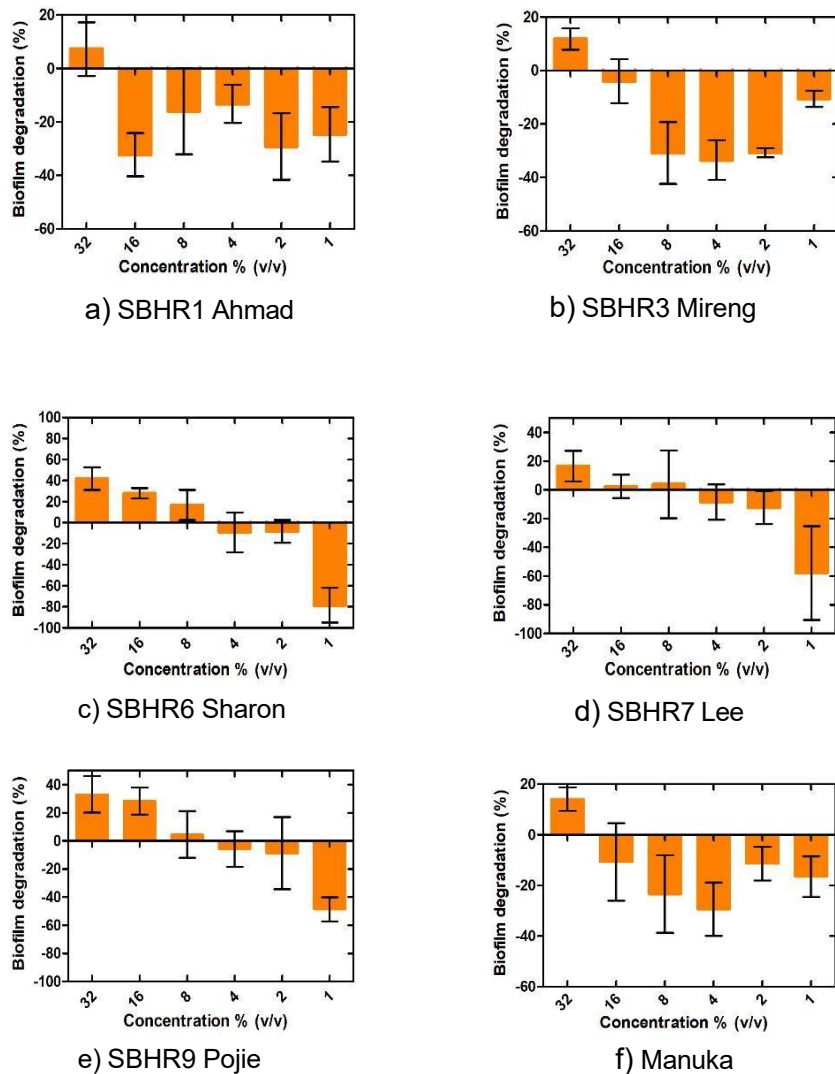 Biofilm degradation (%)
20
0
-20
-40
-60
32 16 8 4 2 1
Concentration % (v/v)
a) SBHR1 Ahmad
Biofilm degradation (%)
20
0
-20
-40
-60
32 16 8 4 2 1
Concentration % (v/v)
b) SBHR3 Mireng
Biofilm degradation (%)
100
80
60
40
20
0
-20
-40
-60
-80
-100
32 16 8 4 2 1
Concentration % (v/v)
c) SBHR6 Sharon
Biofilm degradation (%)
40
20
0
-20
-40
-60
-80
-100
32 16 8 4 2 1
Concentration % (v/v)
d) SBHR7 Lee
Biofilm degradation (%)
40
20
0
-20
-40
-60
-80
-100
32 16 8 4 2 1
Concentration % (v/v)
e) SBHR9 Pojie
Biofilm degradation (%)
20
0
-20
-40
-60
32 16 8 4 2 1
Concentration % (v/v)
f) Manuka